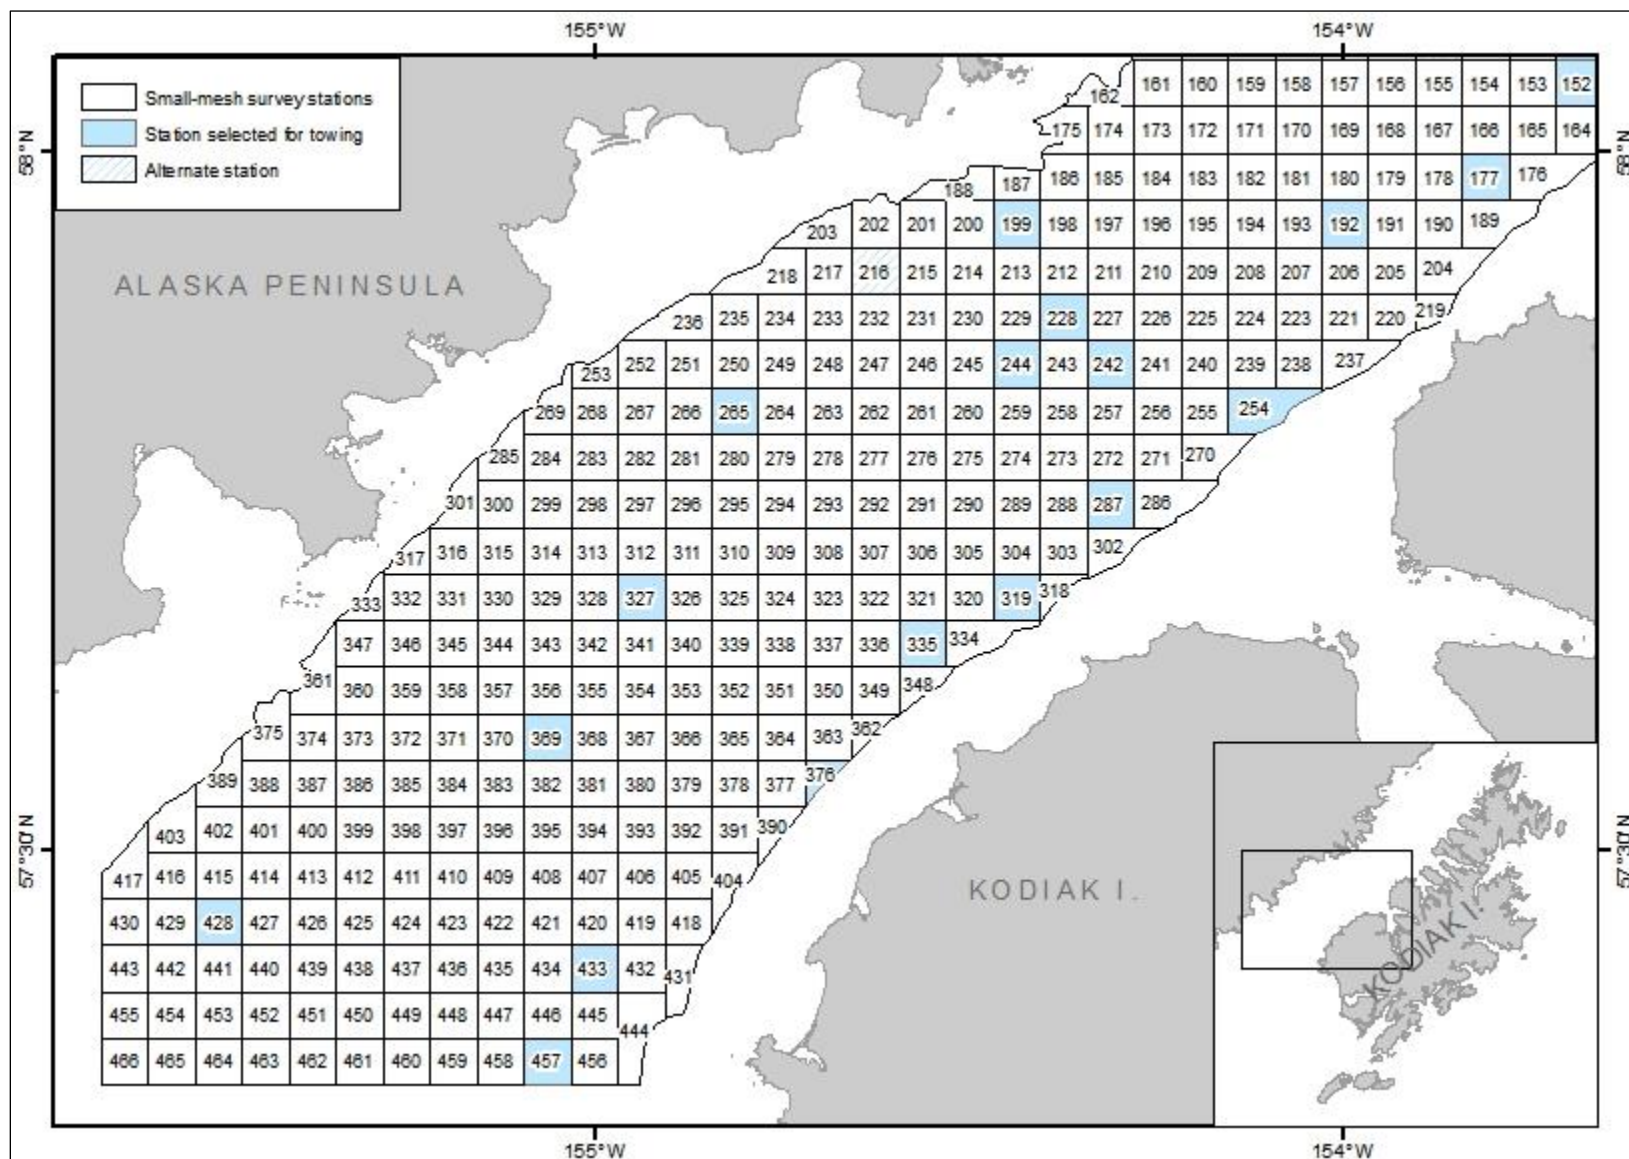 155°W 154°W
Small-mesh survey stations
Station selected for towing
Alternate station
161 160 159 158 157 156 155 154 153 152
162
175 174 173 172 171 170 169 168 167 166 165 164
58°N 58°N
188 187 186 185 184 183 182 181 180 179 178 177 176
203 202 201 200 199 198 197 196 195 194 193 192 191 190 189
ALASKA PENINSULA
218 217 216 215 214 213 212 211 210 209 208 207 206 205 204
236 235 234 233 232 231 230 229 228 227 226 225 224 223 221 220 219
253 252 251 250 249 248 247 246 245 244 243 242 241 240 239 238 237
269 268 267 266 265 264 263 262 261 260 259 258 257 256 255 254
285 284 283 282 281 280 279 278 277 276 275 274 273 272 271 270
301 300 299 298 297 296 295 294 293 292 291 290 289 288 287 286
317 316 315 314 313 312 311 310 309 308 307 306 305 304 303 302
333 332 331 330 329 328 327 326 325 324 323 322 321 320 319 318
347 346 345 344 343 342 341 340 339 338 337 336 335 334
361 360 359 358 357 356 355 354 353 352 351 350 349 348
375 374 373 372 371 370 369 368 367 366 365 364 363 362
389 388 387 386 385 384 383 382 381 380 379 378 377 376
403 402 401 400 399 398 397 396 395 394 393 392 391 390
57°30'N 57°30'N
417 416 415 414 413 412 411 410 409 408 407 406 405 404
KODIAK I.
430 429 428 427 426 425 424 423 422 421 420 419 418
443 442 441 440 439 438 437 436 435 434 433 432 431
455 454 453 452 451 450 449 448 447 446 445 444
466 465 464 463 462 461 460 459 458 457 456
KODIAK I.
155°W 154°W